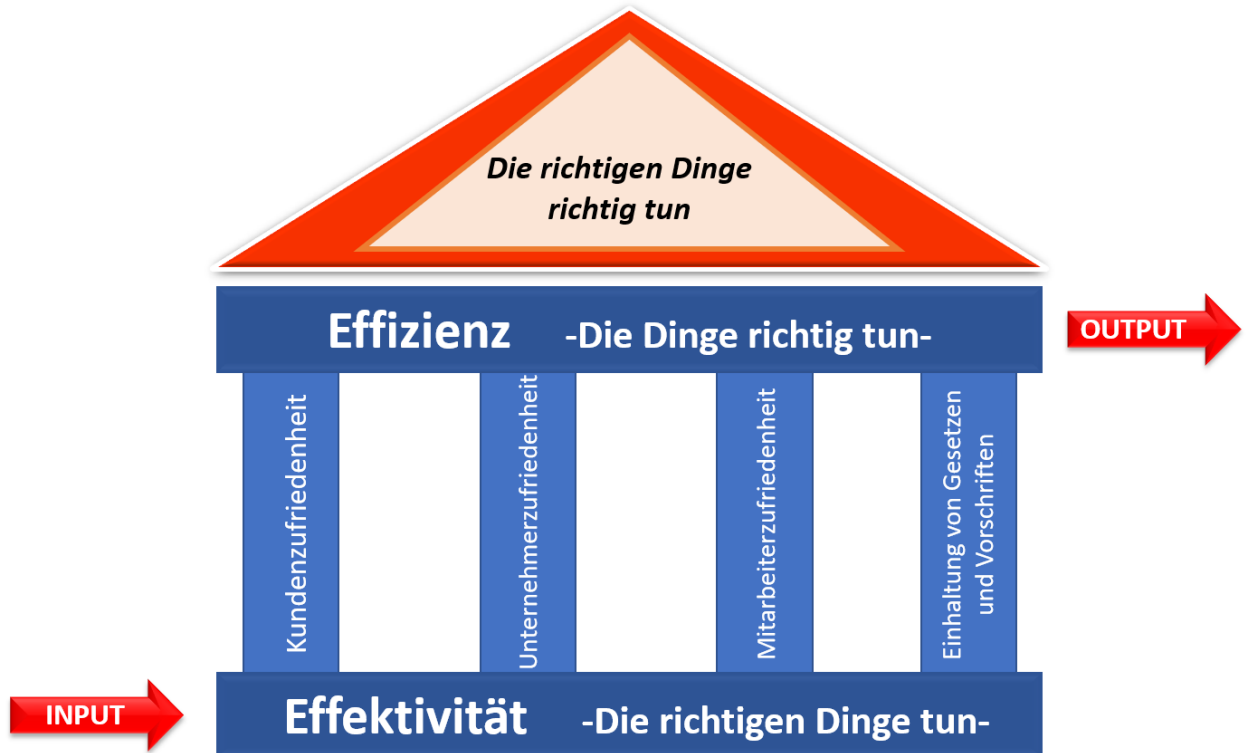 Die richtigen Dinge
richtig tun
Effizienz -Die Dinge richtig tun-
OUTPUT
Kundenzufriedenheit
Unternehmerzufriedenheit
Mitarbeiterzufriedenheit
Einhaltung von Gesetzen
und Vorschriften
INPUT
Effektivität -Die richtigen Dinge tun-